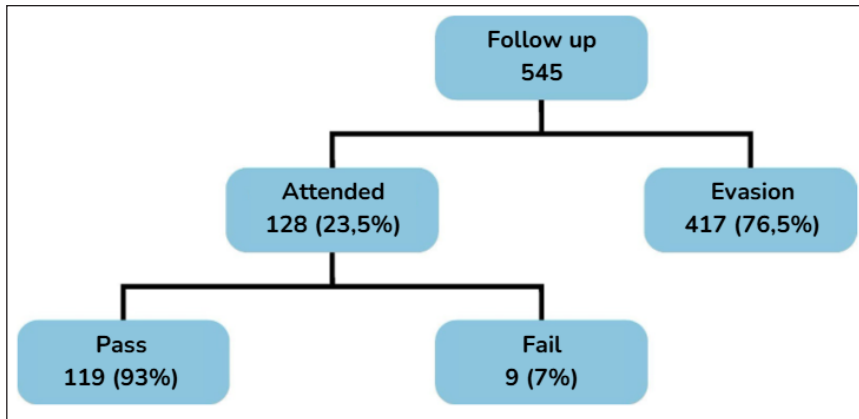 Follow up
545
Attended
128 (23,5%)
Evasion
417 (76,5%)
Pass
119 (93%)
Fail
9 (7%)